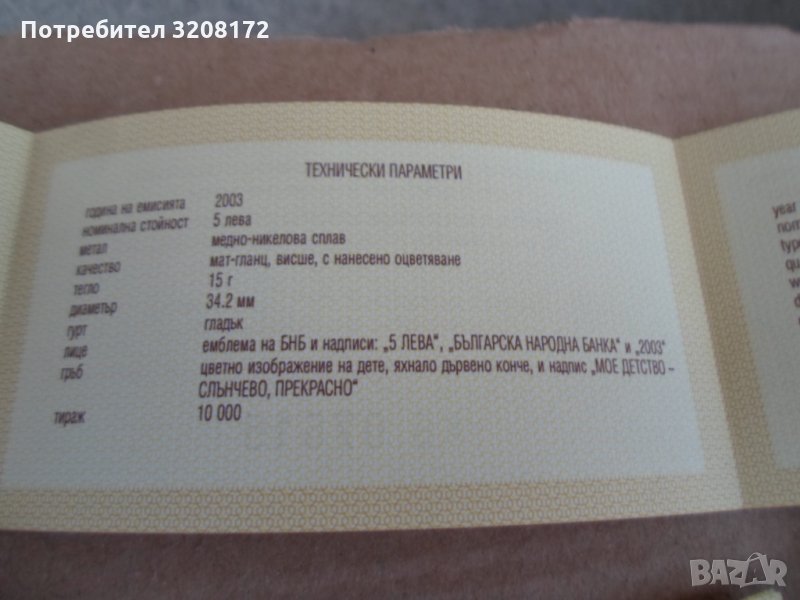 Потребител 3208172
ТЕХНИЧЕСКИ ПАРАМЕТРИ
година на емисията 2003
номинална стойност 5 лева
метал медно-никелова сплав
качество мат-гланц, висше, с нанесено оцветяване
тегло 15 г
диаметър 34.2 мм
гурт гладък
лице емблема на БНБ и надписи: „5 ЛЕВА“, „БЪЛГАРСКА НАРОДНА БАНКА“ и „2003“
гръб цветно изображение на дете, яхнало дървено конче, и надпис „МОЕ ДЕТСТВО –
СЛЪНЧЕВО, ПРЕКРАСНО“
тираж 10 000
year
BAZAR